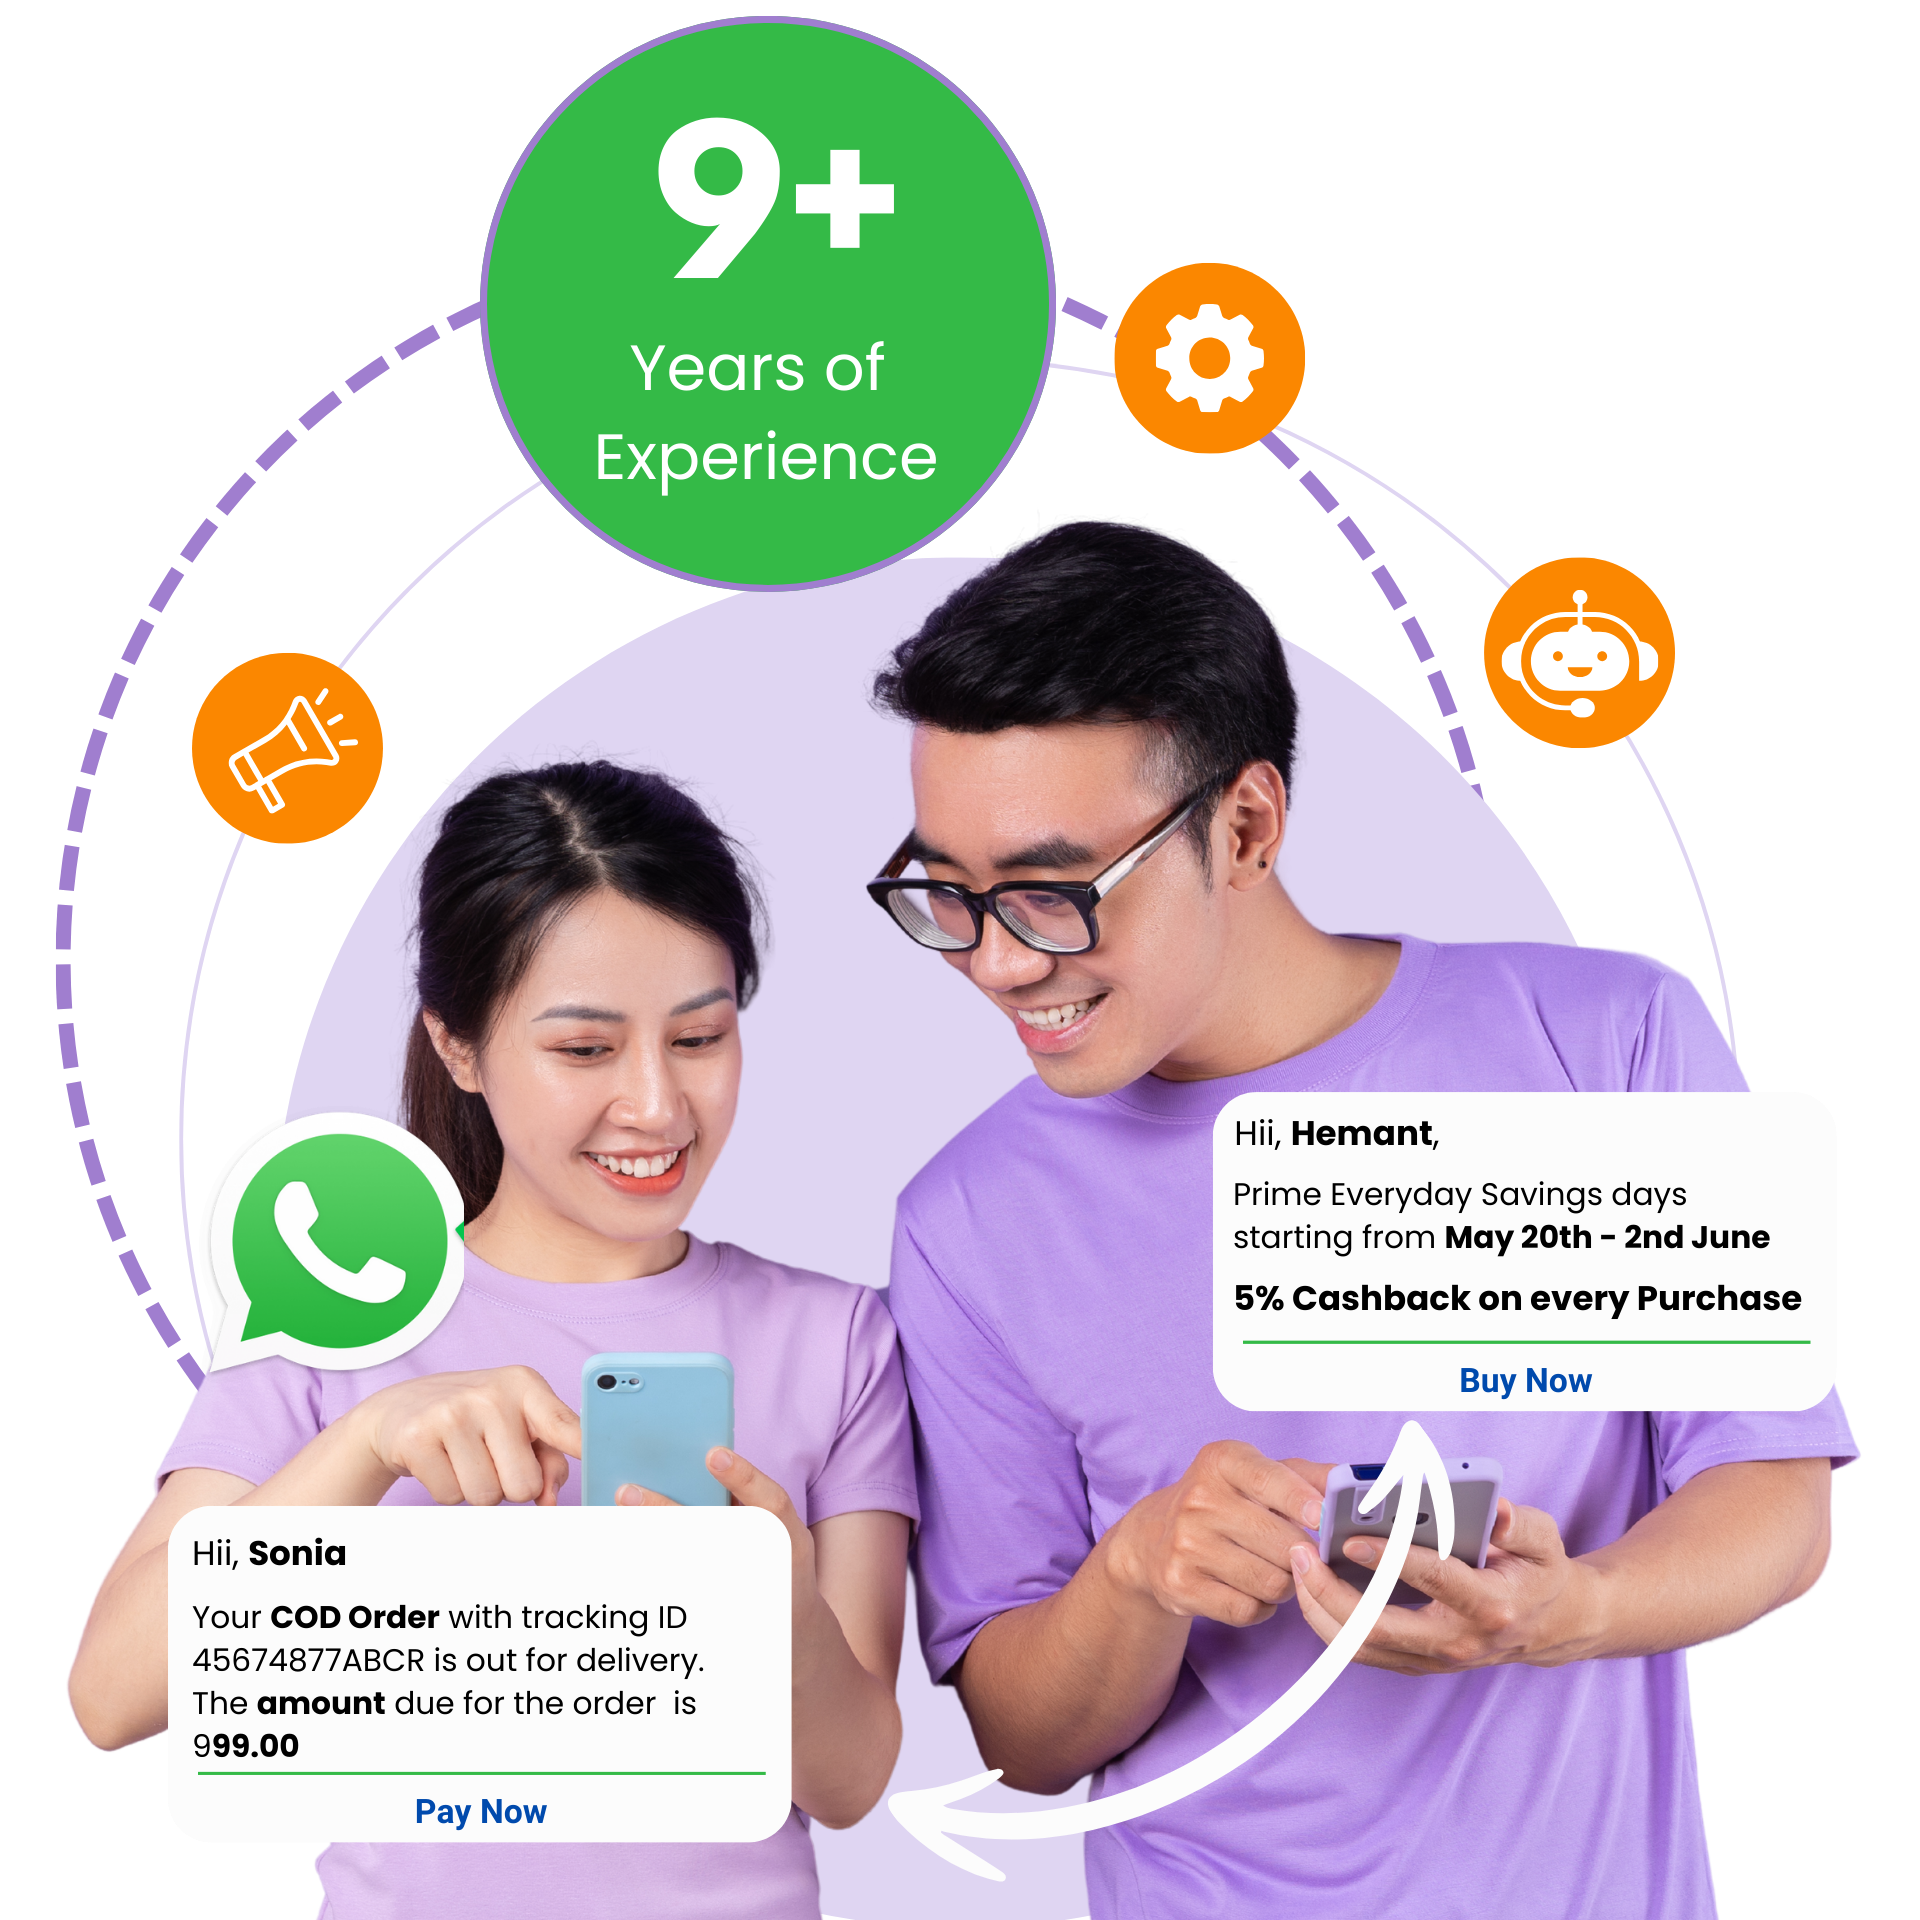 9+
Years of
Experience
Hii, Hemant,
Prime Everyday Savings days
starting from May 20th - 2nd June
5% Cashback on every Purchase
Buy Now
Hii, Sonia
Your COD Order with tracking ID
45674877ABCR is out for delivery.
The amount due for the order is
999.00
Pay Now